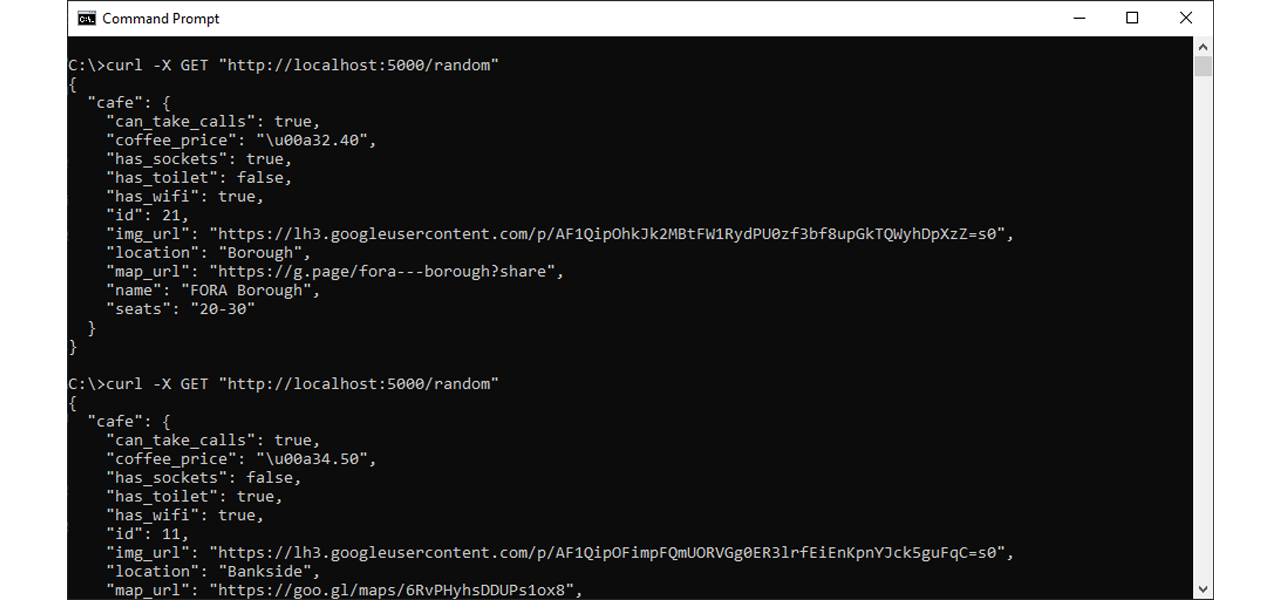 Command Prompt
C:\>curl -X GET "http://localhost:5000/random"
{
  "cafe": {
    "can_take_calls": true,
    "coffee_price": "\u00a32.40",
    "has_sockets": true,
    "has_toilet": false,
    "has_wifi": true,
    "id": 21,
    "img_url": "https://lh3.googleusercontent.com/p/AF1QipOhkJk2MBtFW1RydPU0zf3bf8upGkTQWyhDpXzZ=s0",
    "location": "Borough",
    "map_url": "https://g.page/fora---borough?share",
    "name": "FORA Borough",
    "seats": "20-30"
  }
}
C:\>curl -X GET "http://localhost:5000/random"
{
  "cafe": {
    "can_take_calls": true,
    "coffee_price": "\u00a34.50",
    "has_sockets": false,
    "has_toilet": true,
    "has_wifi": true,
    "id": 11,
    "img_url": "https://lh3.googleusercontent.com/p/AF1QipOFimpFQmUORVGg0ER3lrfEiEnKpnYJck5guFqC=s0",
    "location": "Bankside",
    "map_url": "https://goo.gl/maps/6RvPHyhsDDUPs1ox8",